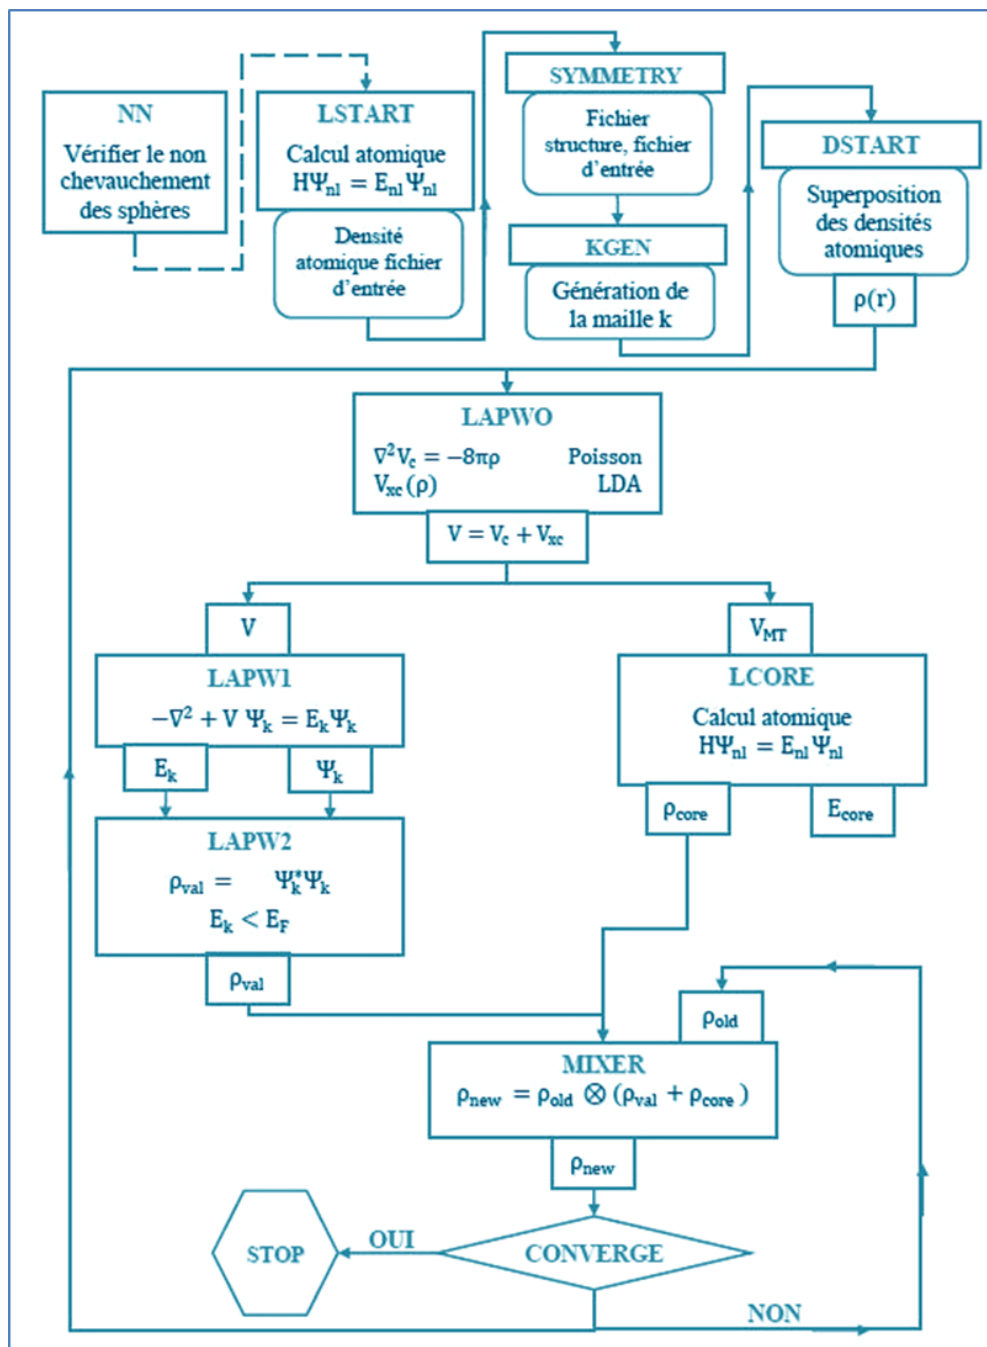 NN
Vérifier le non
chevauchement
des sphères
LSTART
Calcul atomique
HΨnl = EnlΨnl
Densité
atomique fichier
d'entrée
SYMMETRY
Fichier
structure, fichier
d'entrée
KGEN
Génération de
la maille k
DSTART
Superposition
des densités
atomiques
ρ(r)
LAPWO
∇²Vc = −8πρ Poisson
Vxc(ρ) LDA
V = Vc + Vxc
V
LAPW1
−∇² + V Ψk = EkΨk
Ek
Ψk
LAPW2
ρval = Ψk*Ψk
Ek < EF
ρval
VMT
LCORE
Calcul atomique
HΨnl = EnlΨnl
ρcore
Ecore
ρold
MIXER
ρnew = ρold ⊗ (ρval + ρcore)
ρnew
CONVERGE
OUI
STOP
NON